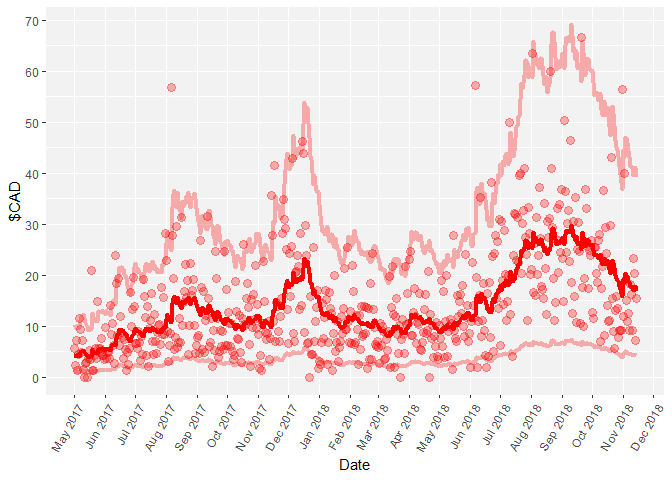 $CAD
70
60
50
40
30
20
10
0
May 2017
Jun 2017
Jul 2017
Aug 2017
Sep 2017
Oct 2017
Nov 2017
Dec 2017
Jan 2018
Feb 2018
Mar 2018
Apr 2018
May 2018
Jun 2018
Jul 2018
Aug 2018
Sep 2018
Oct 2018
Nov 2018
Dec 2018
Date